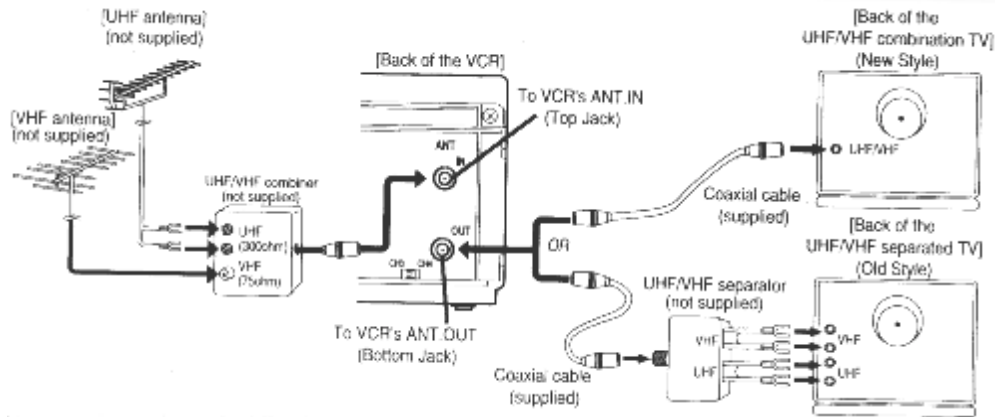 [UHF antenna]
(not supplied)
[VHF antenna]
(not supplied)
UHF/VHF combiner
(not supplied)
UHF
(300ohm)
VHF
(75ohm)
[Back of the VCR]
To VCR's ANT.IN
(Top Jack)
ANT
IN
OUT
CH3 CH4
To VCR's ANT.OUT
(Bottom Jack)
OR
[Back of the
UHF/VHF combination TV]
(New Style)
UHF/VHF
Coaxial cable
(supplied)
[Back of the
UHF/VHF separated TV]
(Old Style)
UHF/VHF separator
(not supplied)
VHF
UHF
VHF
UHF
Coaxial cable
(supplied)